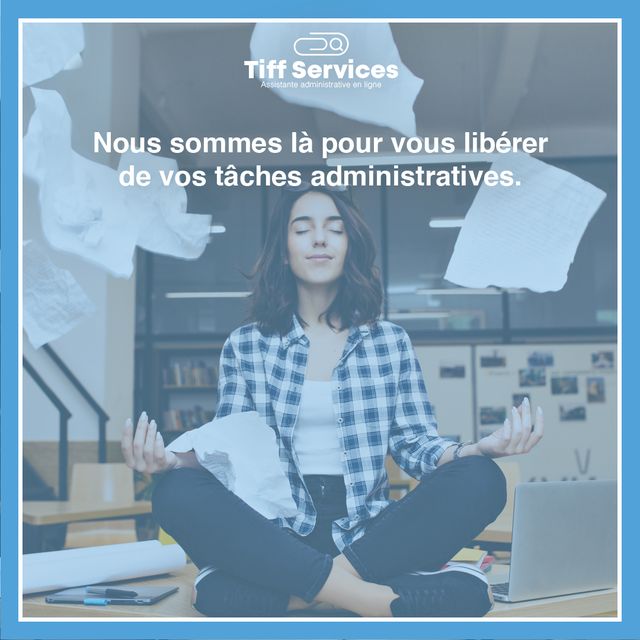 Tiff Services
Assistante administrative en ligne
Nous sommes là pour vous libérer
de vos tâches administratives.